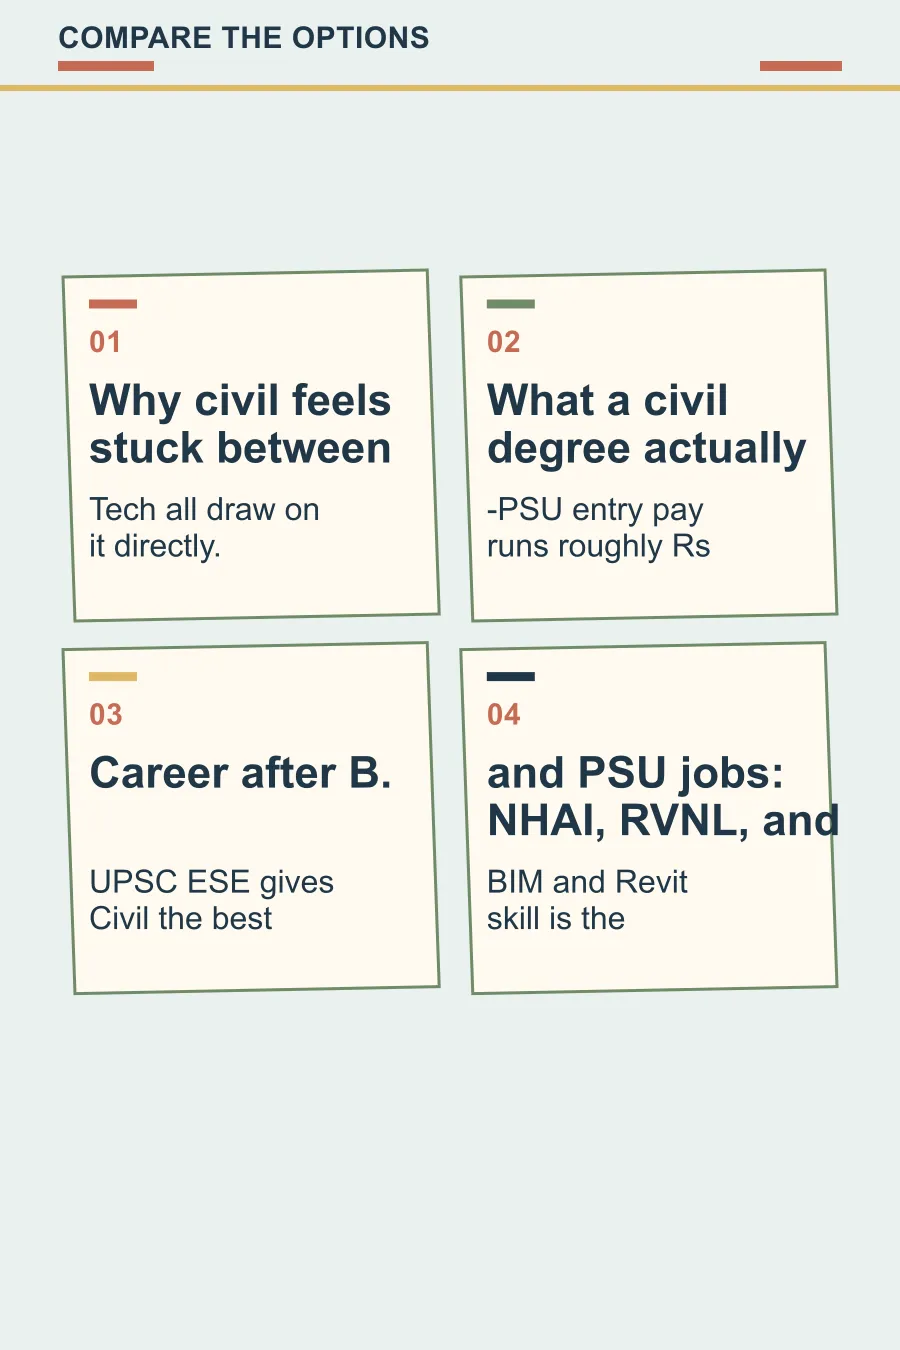 COMPARE THE OPTIONS
01
Why civil feels
stuck between
Tech all draw on
it directly.
02
What a civil
degree actually
-PSU entry pay
runs roughly Rs
03
Career after B.
UPSC ESE gives
Civil the best
04
and PSU jobs:
NHAI, RVNL, and
BIM and Revit
skill is the